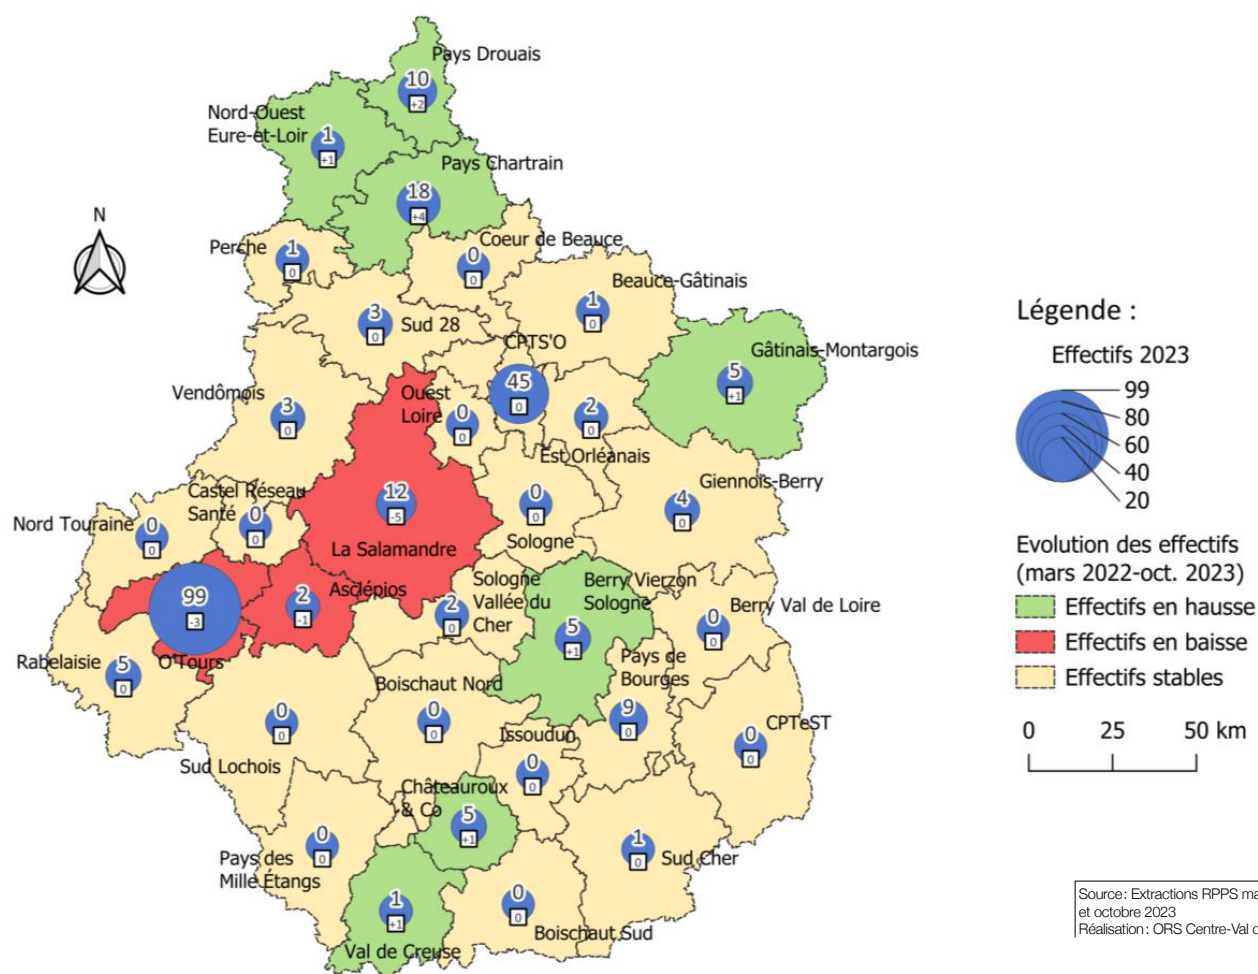 Pays Drouais
10
+2
Nord-Ouest
Eure-et-Loir
1
+1
Pays Chartrain
18
+4
N
Perche
1
0
Coeur de Beauce
0
0
Beauce-Gâtinais
1
0
3
0
Sud 28
CPTS'O
45
0
Gâtinais-Montargois
5
+1
Vendômois
3
0
Ouest
Loire
0
0
2
0
Est Orléanais
Giennois-Berry
4
0
Castel Réseau
Santé
0
0
12
-5
La Salamandre
0
0
Sologne
Nord Touraine
0
0
99
-3
O'Tours
2
-1
Asclépios
Sologne
Vallée du
Cher
2
0
Berry Vierzon
Sologne
5
+1
Berry Val de Loire
0
0
Rabelaisie
5
0
Pays de
Bourges
9
0
Boischaut Nord
0
0
0
0
Sud Lochois
Issoudun
0
0
CPTeST
0
0
Châteauroux
& Co
5
+1
Pays des
Mille Étangs
0
0
1
0
Sud Cher
1
+1
Val de Creuse
0
0
Boischaut Sud
Légende :
Effectifs 2023
99
80
60
40
20
Evolution des effectifs
(mars 2022-oct. 2023)
Effectifs en hausse
Effectifs en baisse
Effectifs stables
0 25 50 km
Source: Extractions RPPS
et octobre 2023
Réalisation: ORS Centre-Val